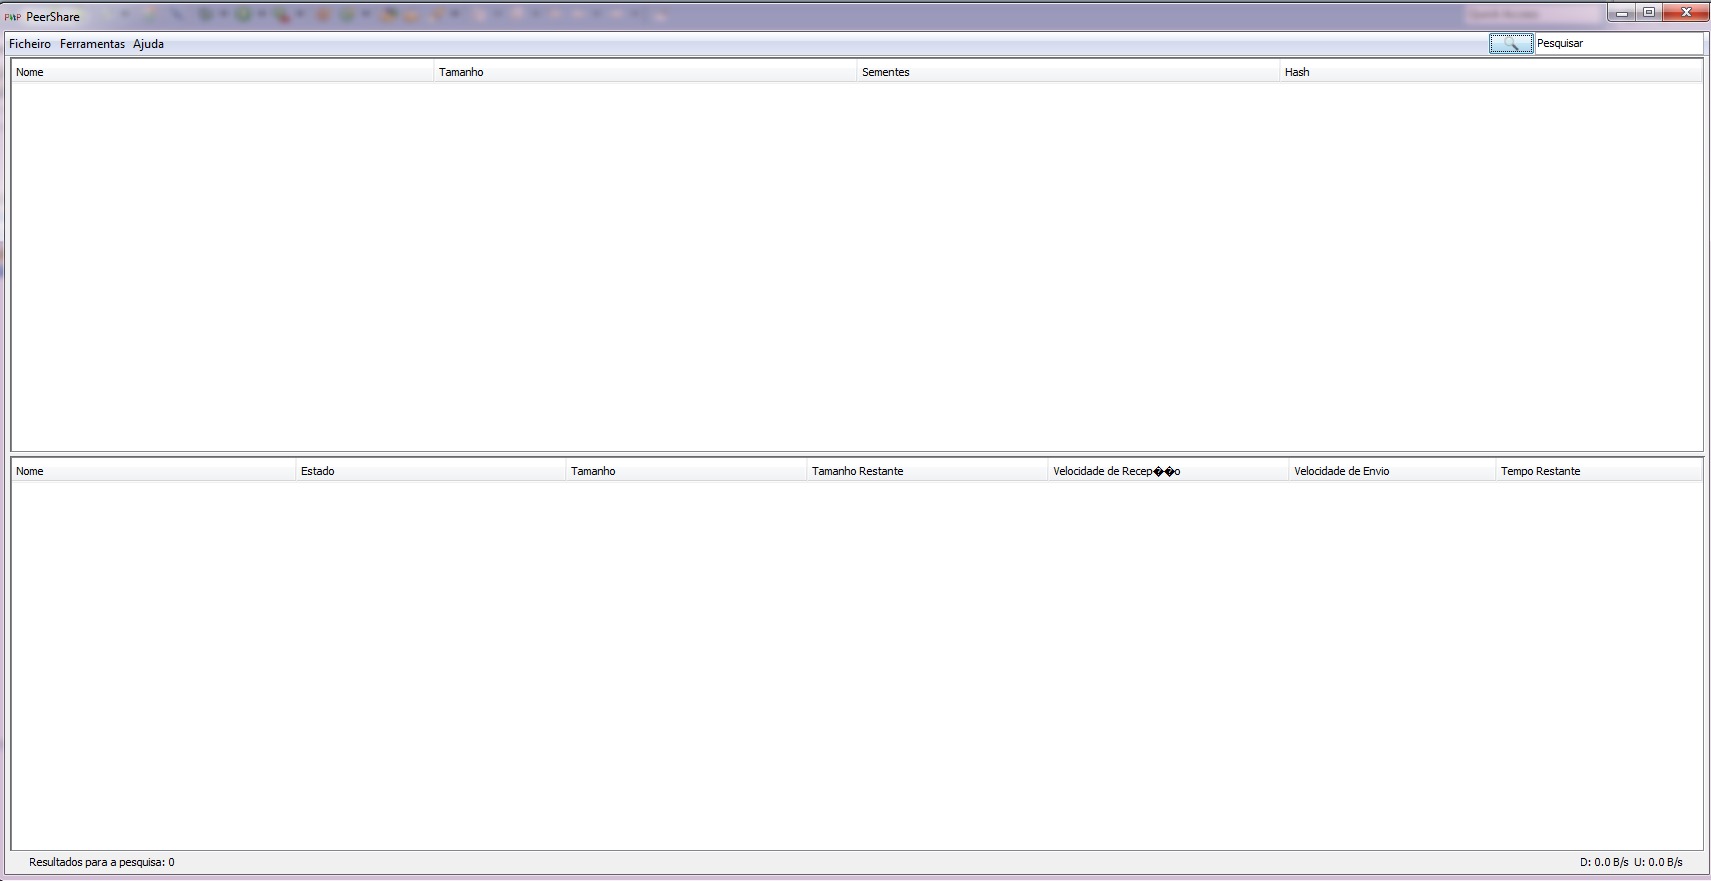 PeerShare
Ficheiro Ferramentas Ajuda Pesquisar
Nome Tamanho Sementes Hash
Nome Estado Tamanho Tamanho Restante Velocidade de Recep��o Velocidade de Envio Tempo Restante
Resultados para a pesquisa: 0 D: 0.0 B/s U: 0.0 B/s